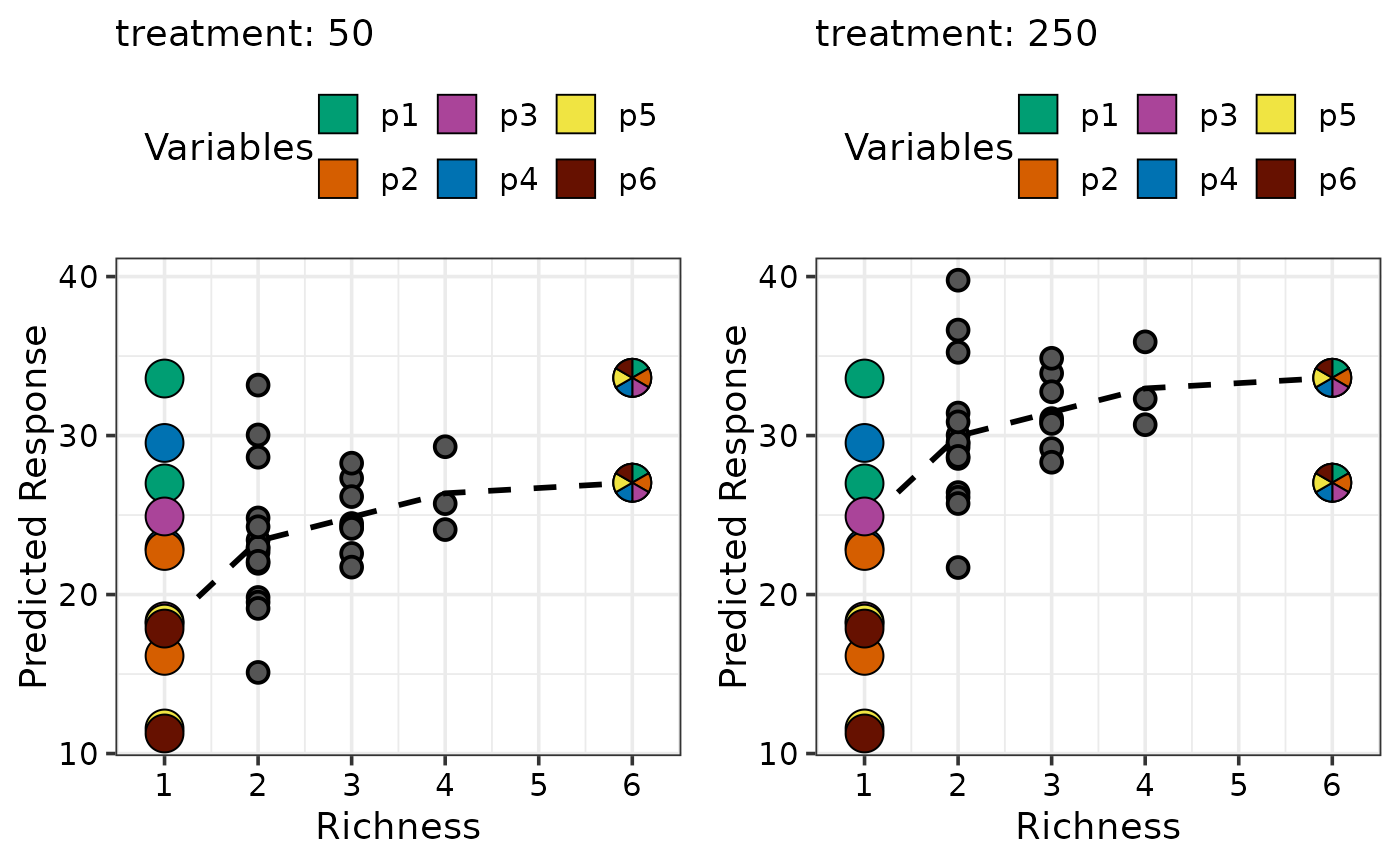 treatment: 50
Variables
p1 p3 p5
p2 p4 p6
Predicted Response
40
30
20
10
1 2 3 4 5 6
Richness
treatment: 250
Variables
p1 p3 p5
p2 p4 p6
Predicted Response
40
30
20
10
1 2 3 4 5 6
Richness